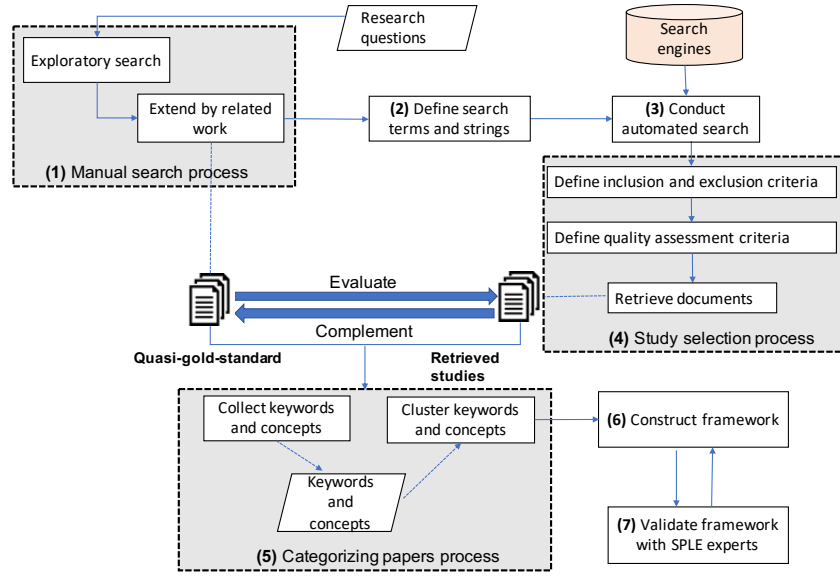 Research
questions
Search
engines
Exploratory search
Extend by related
work
(1) Manual search process
(2) Define search
terms and strings
(3) Conduct
automated search
Define inclusion and exclusion criteria
Define quality assessment criteria
Retrieve documents
(4) Study selection process
Evaluate
Complement
Quasi-gold-standard
Retrieved
studies
Collect keywords
and concepts
Cluster keywords
and concepts
Keywords
and
concepts
(5) Categorizing papers process
(6) Construct framework
(7) Validate framework
with SPLE experts